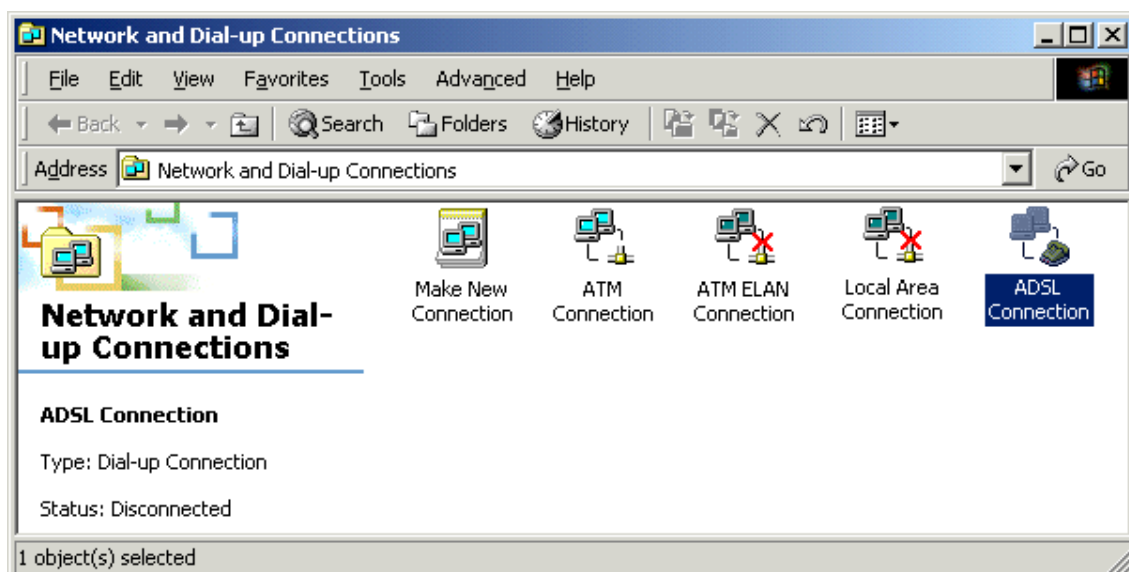 Network and Dial-up Connections
File Edit View Favorites Tools Advanced Help
Back Search Folders History
Address Network and Dial-up Connections Go
Make New
Connection
ATM
Connection
ATM ELAN
Connection
Local Area
Connection
ADSL
Connection
Network and Dial-
up Connections
ADSL Connection
Type: Dial-up Connection
Status: Disconnected
1 object(s) selected